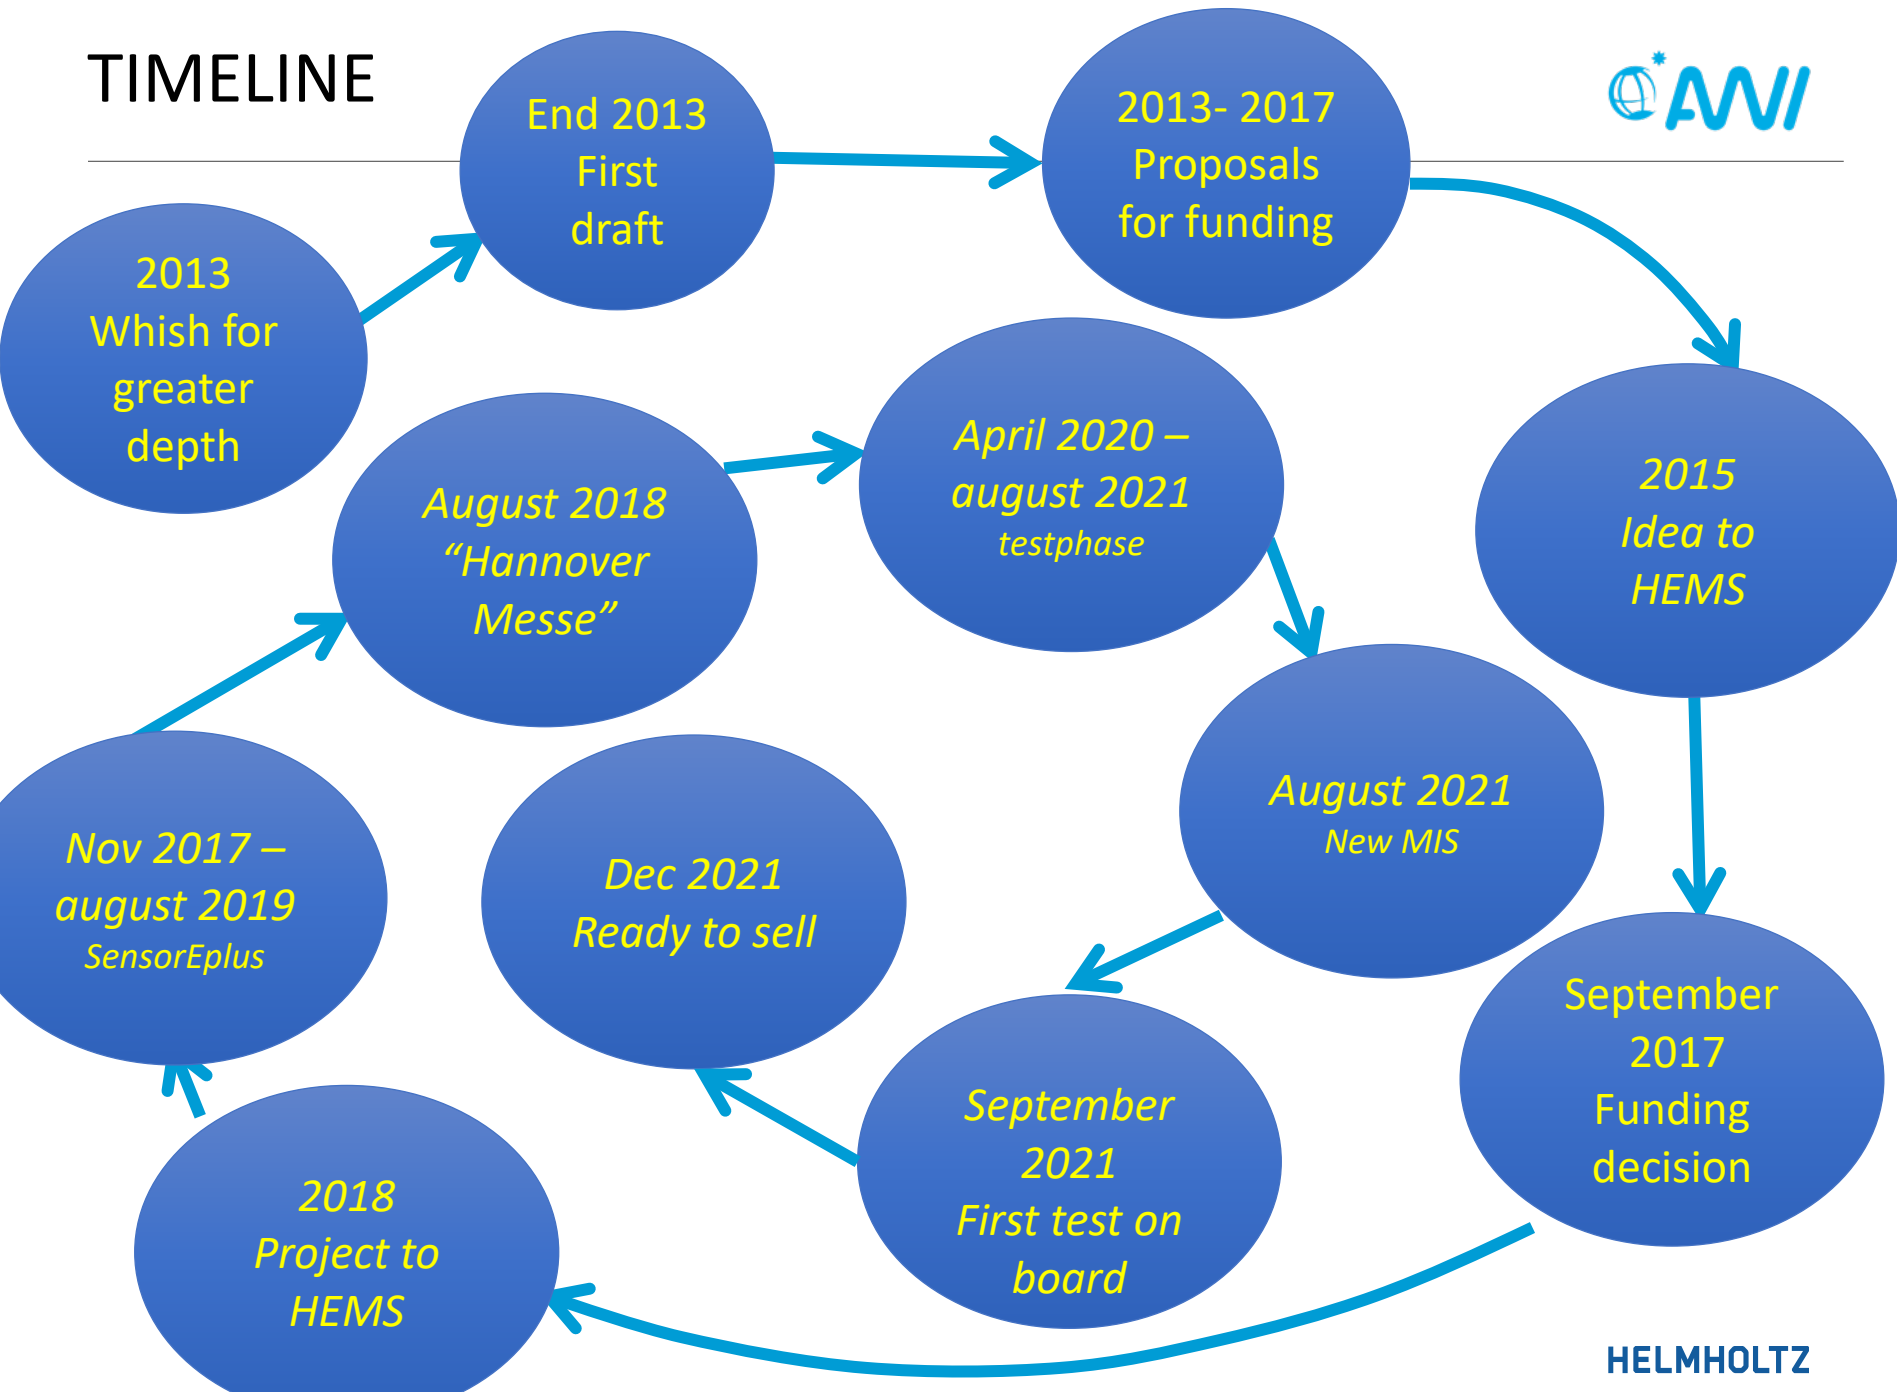 TIMELINE
AWI
2013
Whish for
greater
depth
End 2013
First
draft
2013- 2017
Proposals
for funding
2015
Idea to
HEMS
September
2017
Funding
decision
2018
Project to
HEMS
Nov 2017 –
august 2019
SensorEplus
August 2018
“Hannover
Messe”
April 2020 –
august 2021
testphase
August 2021
New MIS
September
2021
First test on
board
Dec 2021
Ready to sell
HELMHOLTZ